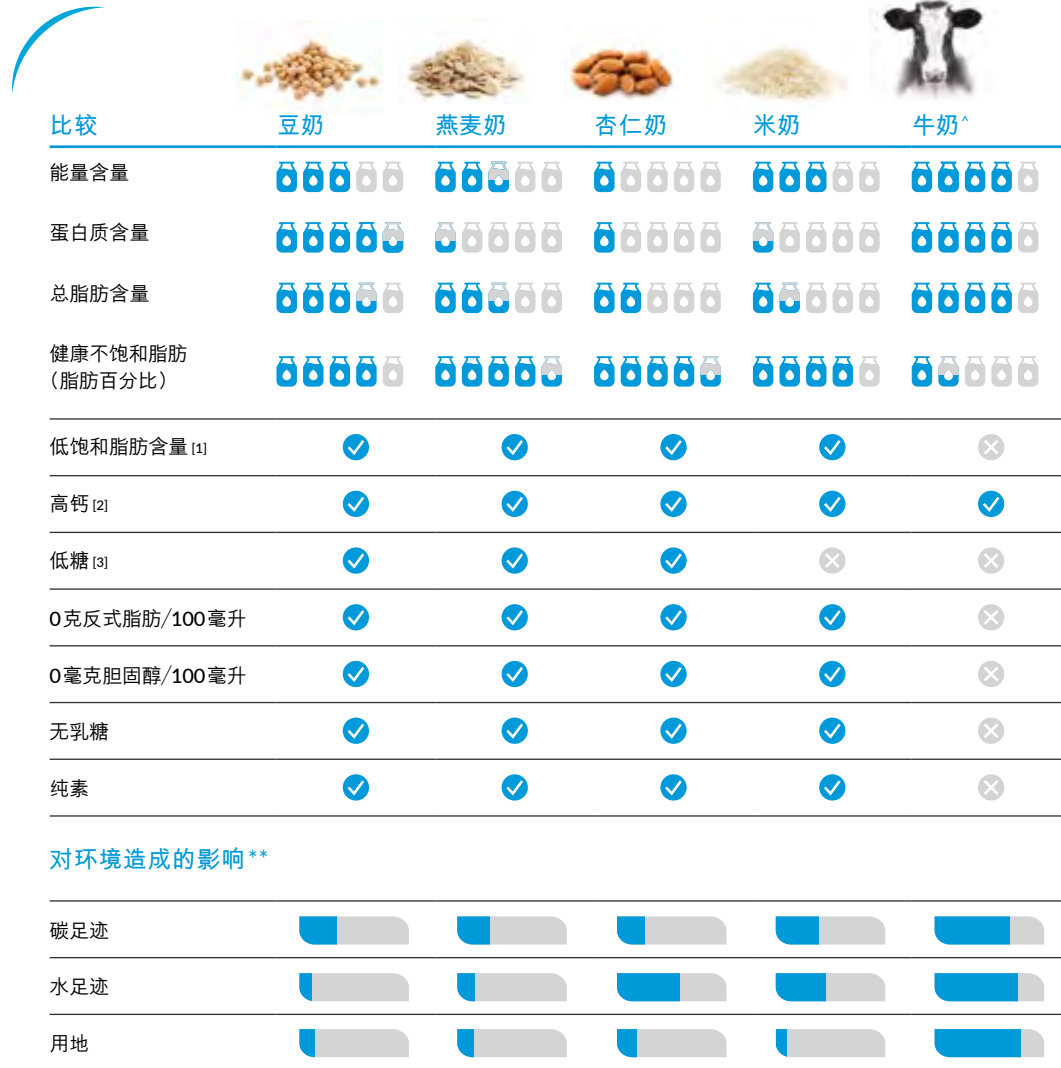 比较 豆奶 燕麦奶 杏仁奶 米奶 牛奶^
能量含量
蛋白质含量
总脂肪含量
健康不饱和脂肪
（脂肪百分比）
低饱和脂肪含量 [1]
高钙 [2]
低糖 [3]
0克反式脂肪/100毫升
0毫克胆固醇/100毫升
无乳糖
纯素
对环境造成的影响**
碳足迹
水足迹
用地